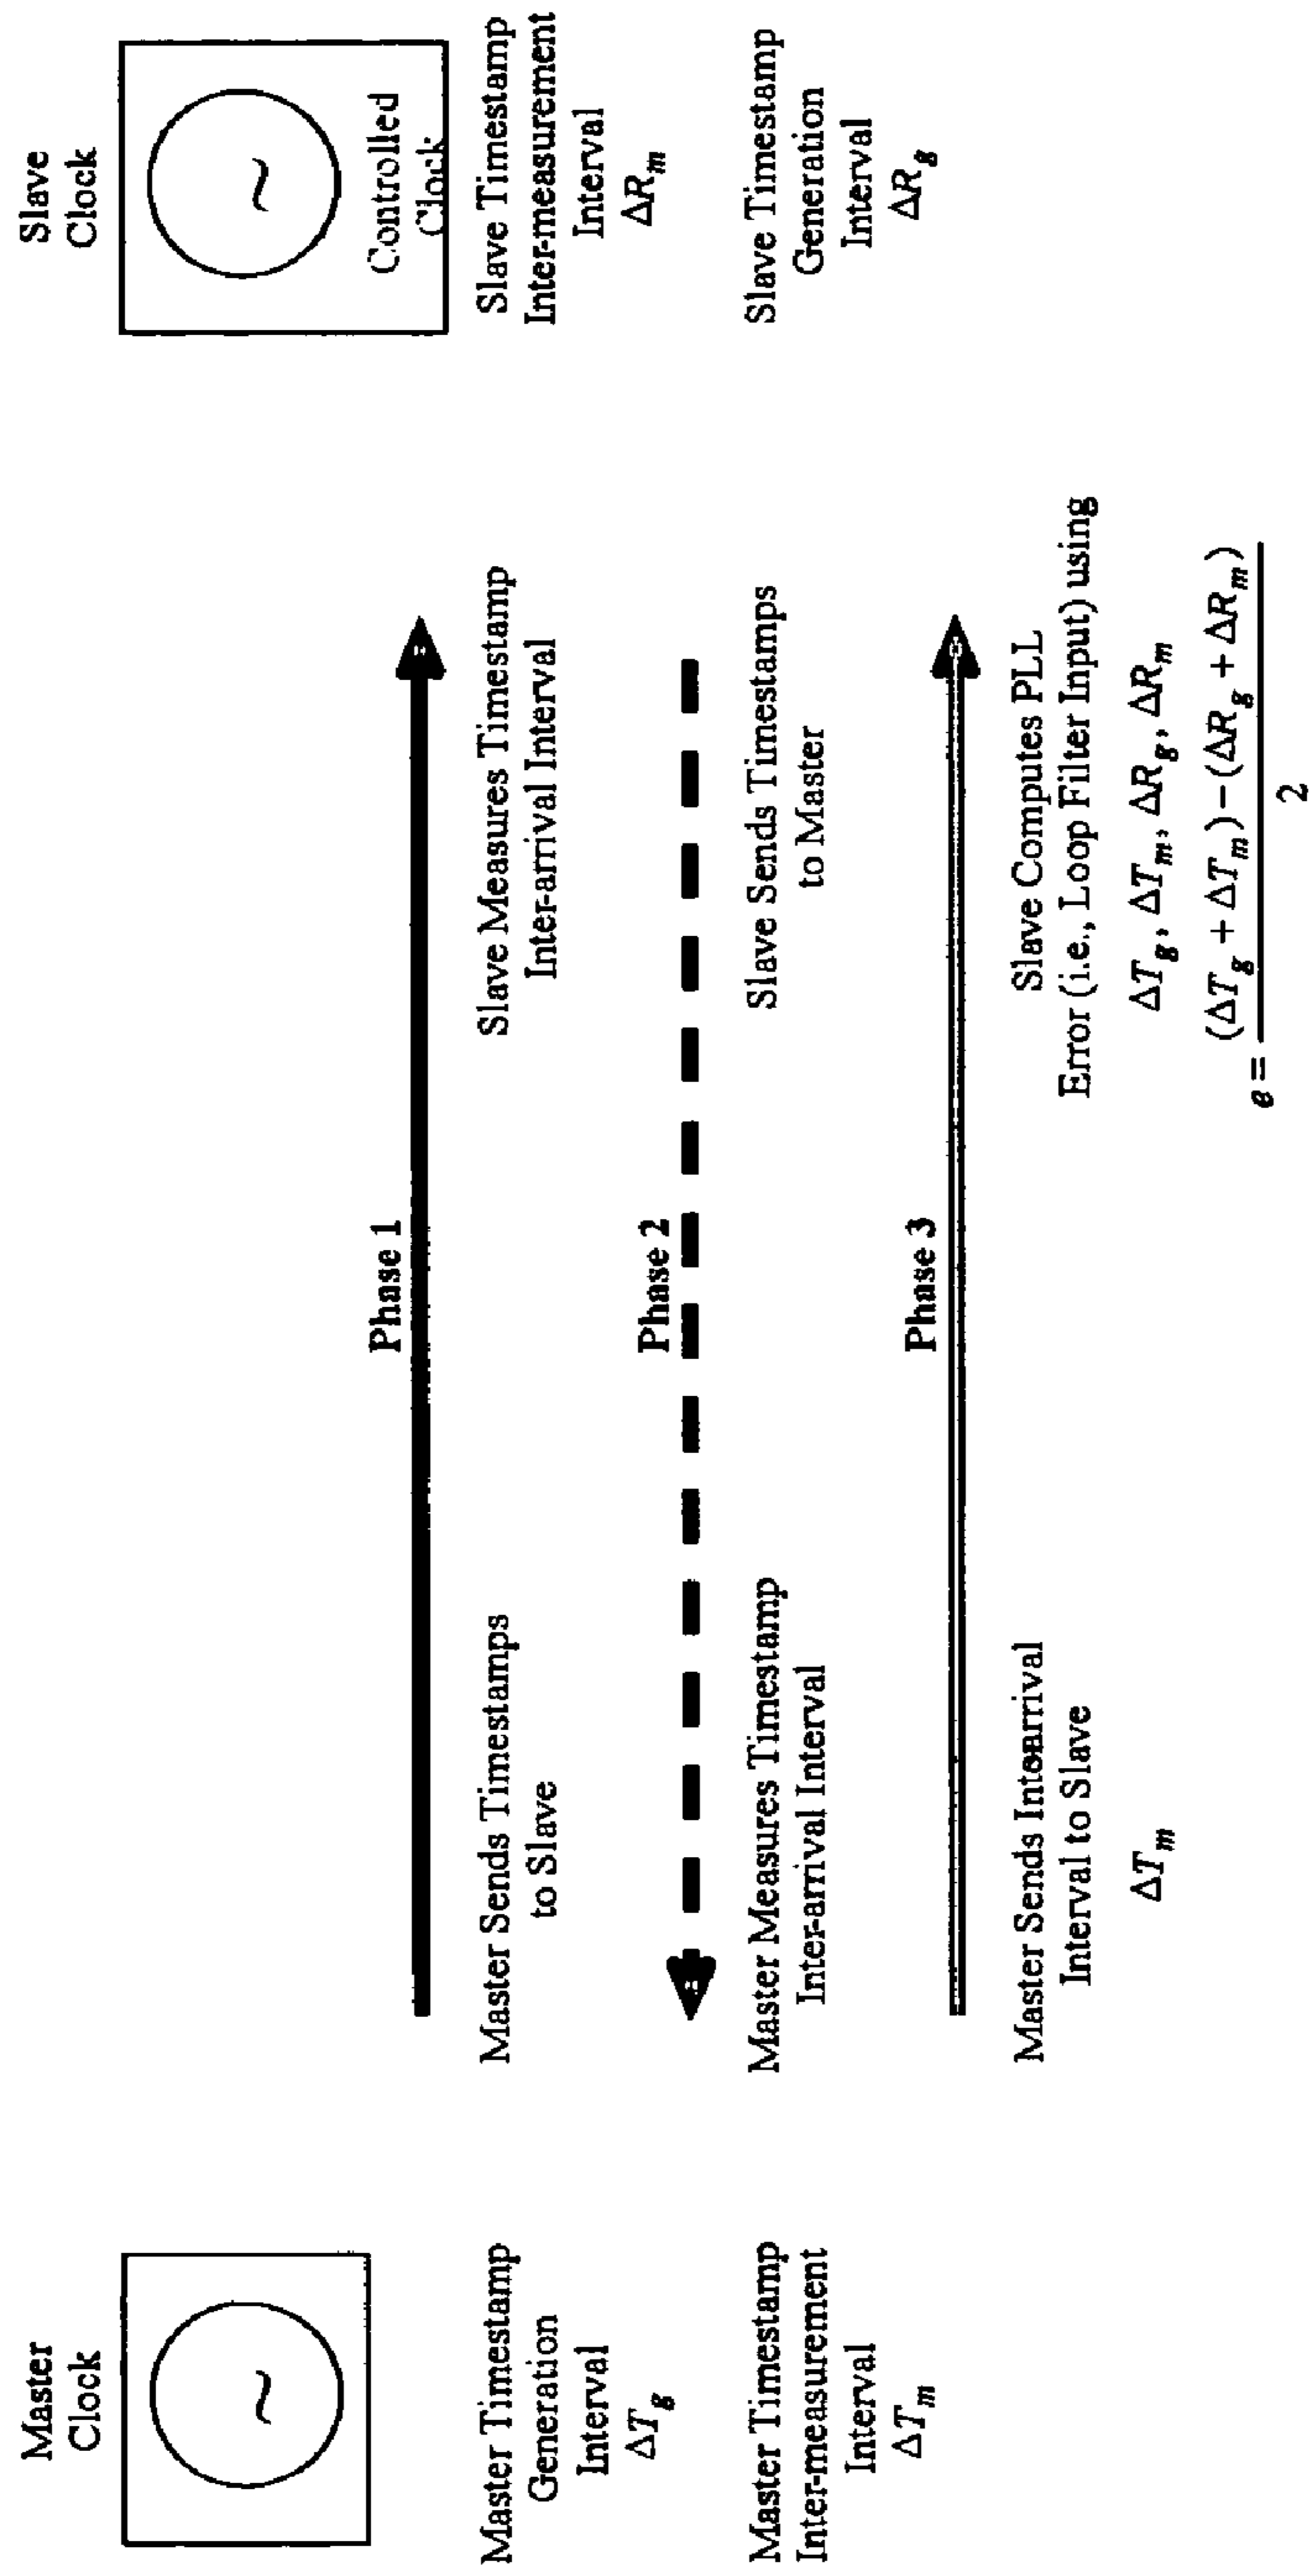 Master
Clock
Slave
Clock
Controlled
Clock
Phase 1
Master Timestamp
Generation
Interval
ΔT_g
Master Sends Timestamps
to Slave
Slave Measures Timestamp
Inter-arrival Interval
Slave Timestamp
Inter-measurement
Interval
ΔR_m
Phase 2
Master Timestamp
Inter-measurement
Interval
ΔT_m
Master Measures Timestamp
Inter-arrival Interval
Slave Sends Timestamps
to Master
Slave Timestamp
Generation
Interval
ΔR_g
Phase 3
Master Sends Interarrival
Interval to Slave
ΔT_m
Slave Computes PLL
Error (i.e., Loop Filter Input) using
ΔT_g, ΔT_m, ΔR_g, ΔR_m
e = ((ΔT_g + ΔT_m) − (ΔR_g + ΔR_m)) / 2